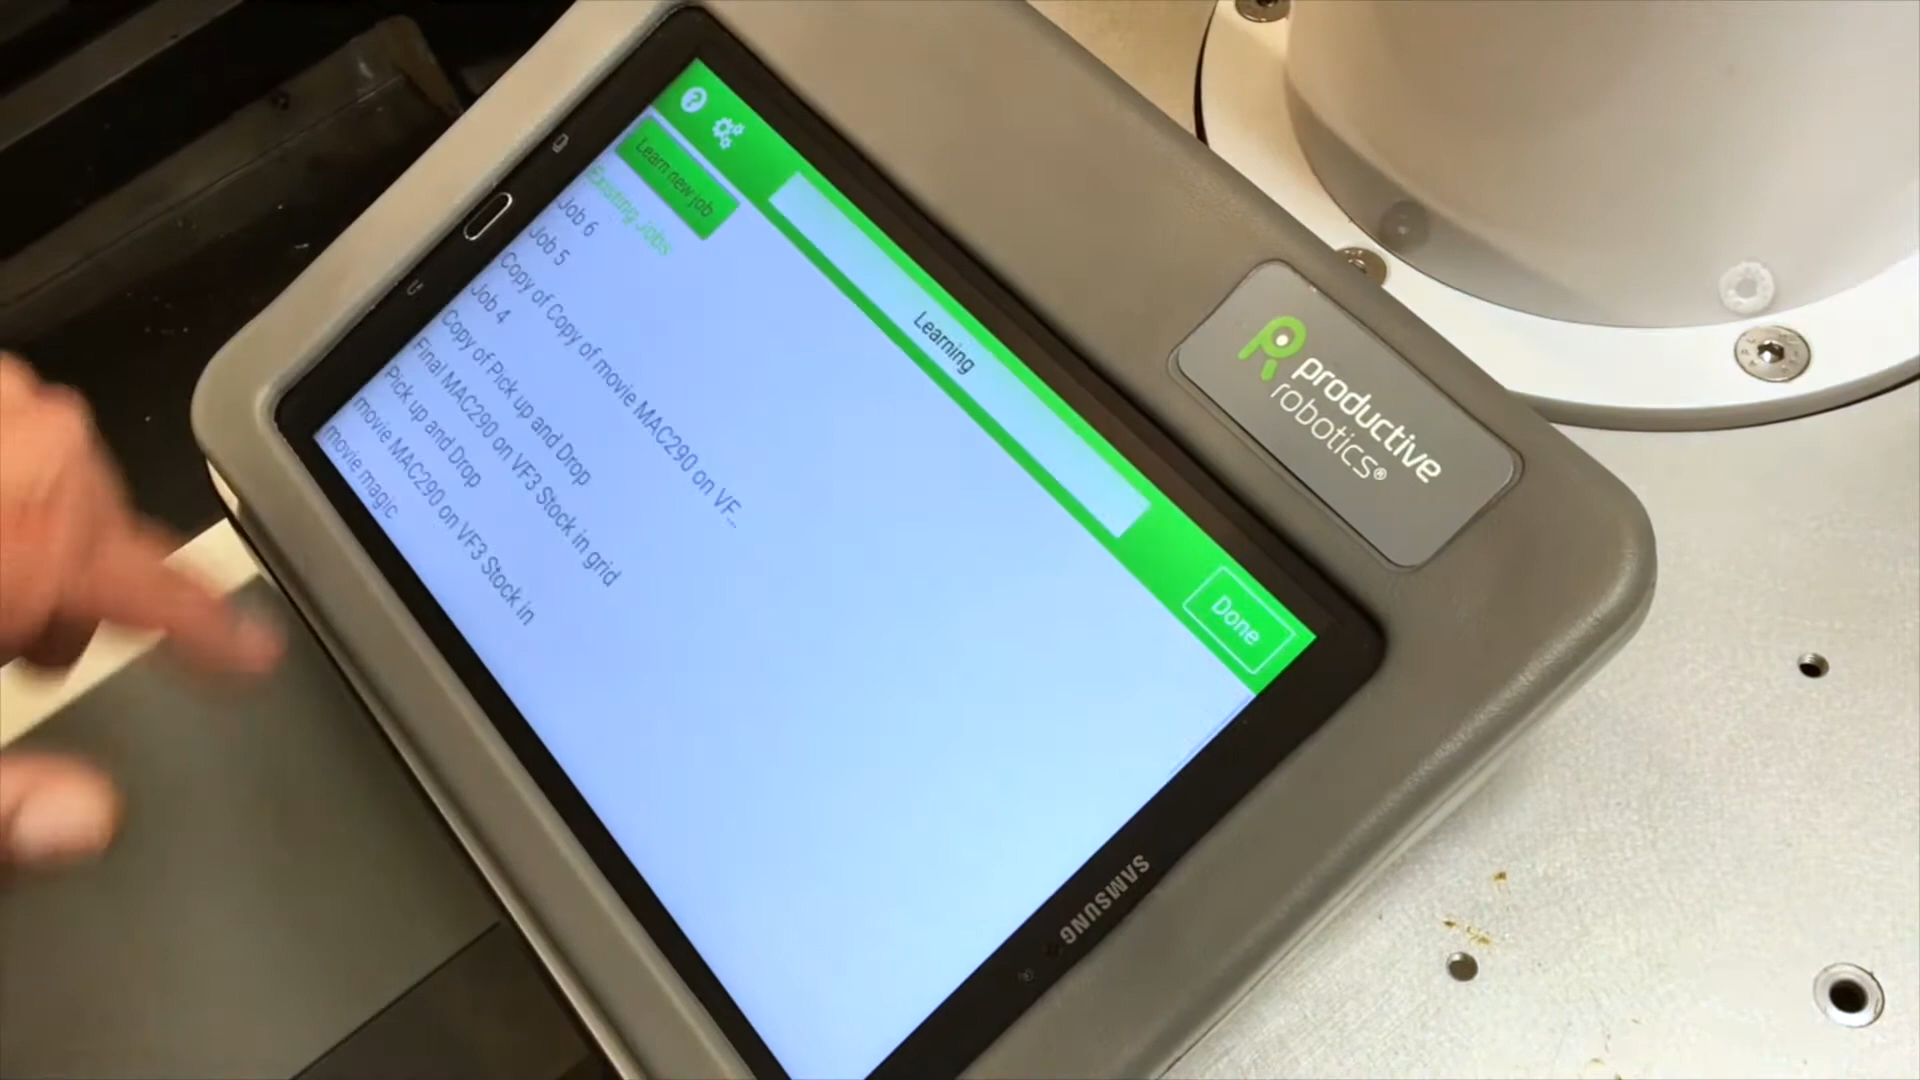 ?
Learning
Done
Learn new job
Existing Jobs
Job 6
Job 5
Copy of Copy of movie MAC290 on VF...
Job 4
Copy of Pick up and Drop
Final MAC290 on VF3 Stock in grid
Pick up and Drop
movie MAC290 on VF3 Stock in
movie magic
SAMSUNG
productive
robotics®